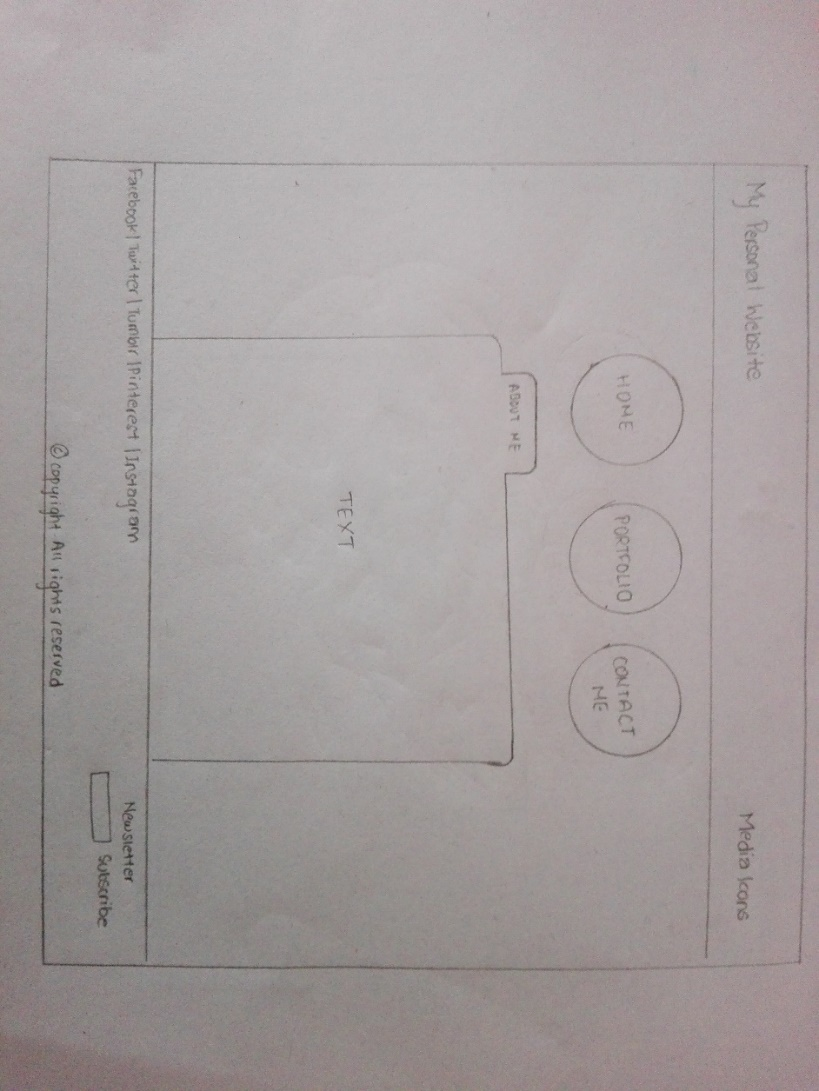 My Personal Website
Media Icons
HOME
PORTFOLIO
CONTACT
ME
ABOUT ME
TEXT
Facebook| Twitter | Tumblr |Pinterest |Instagram
Newsletter
Subscribe
© copyright All rights reserved